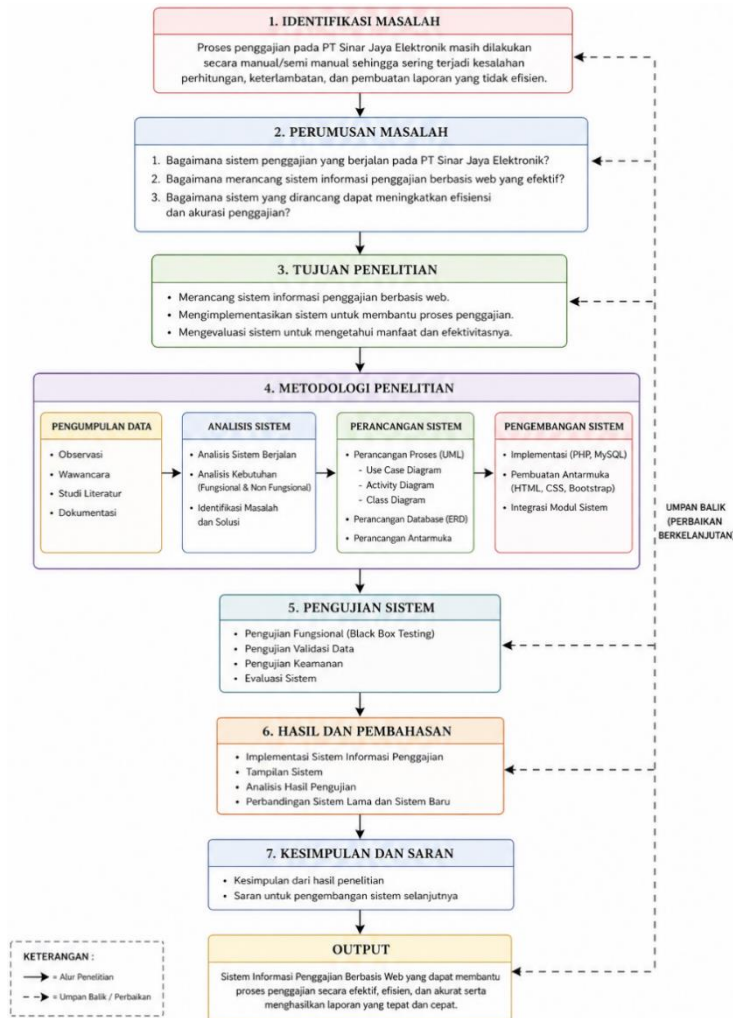 1. IDENTIFIKASI MASALAH
Proses penggajian pada PT Sinar Jaya Elektronik masih dilakukan
secara manual/semi manual sehingga sering terjadi kesalahan
perhitungan, keterlambatan, dan pembuatan laporan yang tidak efisien.
2. PERUMUSAN MASALAH
1. Bagaimana sistem penggajian yang berjalan pada PT Sinar Jaya Elektronik?
2. Bagaimana merancang sistem informasi penggajian berbasis web yang efektif?
3. Bagaimana sistem yang dirancang dapat meningkatkan efisiensi
dan akurasi penggajian?
3. TUJUAN PENELITIAN
• Merancang sistem informasi penggajian berbasis web.
• Mengimplementasikan sistem untuk membantu proses penggajian.
• Mengevaluasi sistem untuk mengetahui manfaat dan efektivitasnya.
4. METODOLOGI PENELITIAN
PENGUMPULAN DATA
• Observasi
• Wawancara
• Studi Literatur
• Dokumentasi
ANALISIS SISTEM
• Analisis Sistem Berjalan
• Analisis Kebutuhan
(Fungsional & Non Fungsional)
• Identifikasi Masalah
dan Solusi
PERANCANGAN SISTEM
• Perancangan Proses (UML)
- Use Case Diagram
- Activity Diagram
- Class Diagram
• Perancangan Database (ERD)
• Perancangan Antarmuka
PENGEMBANGAN SISTEM
• Implementasi (PHP, MySQL)
• Pembuatan Antarmuka
(HTML, CSS, Bootstrap)
• Integrasi Modul Sistem
UMPAN BALIK
(PERBAIKAN
BERKELANJUTAN)
5. PENGUJIAN SISTEM
• Pengujian Fungsional (Black Box Testing)
• Pengujian Validasi Data
• Pengujian Keamanan
• Evaluasi Sistem
6. HASIL DAN PEMBAHASAN
• Implementasi Sistem Informasi Penggajian
• Tampilan Sistem
• Analisis Hasil Pengujian
• Perbandingan Sistem Lama dan Sistem Baru
7. KESIMPULAN DAN SARAN
• Kesimpulan dari hasil penelitian
• Saran untuk pengembangan sistem selanjutnya
OUTPUT
Sistem Informasi Penggajian Berbasis Web yang dapat membantu
proses penggajian secara efektif, efisien, dan akurat serta
menghasilkan laporan yang tepat dan cepat.
KETERANGAN :
= Alur Penelitian
= Umpan Balik / Perbaikan